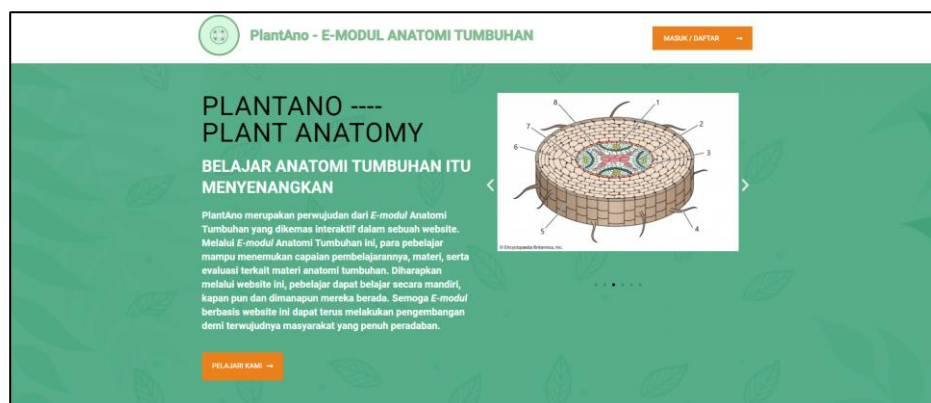 PlantAno - E-MODUL ANATOMI TUMBUHAN
MASUK / DAFTAR →
PLANTANO ----
PLANT ANATOMY
BELAJAR ANATOMI TUMBUHAN ITU
MENYENANGKAN
PlantAno merupakan perwujudan dari E-modul Anatomi
Tumbuhan yang dikemas interaktif dalam sebuah website.
Melalui E-modul Anatomi Tumbuhan ini, para pebelajar
mampu menemukan capaian pembelajarannya, materi, serta
evaluasi terkait materi anatomi tumbuhan. Diharapkan
melalui website ini, pebelajar dapat belajar secara mandiri,
kapan pun dan dimanapun mereka berada. Semoga E-modul
berbasis website ini dapat terus melakukan pengembangan
demi terwujudnya masyarakat yang penuh peradaban.
PELAJARI KAMI →
8
1
7
2
6
3
5
4
© Encyclopaedia Britannica, Inc.